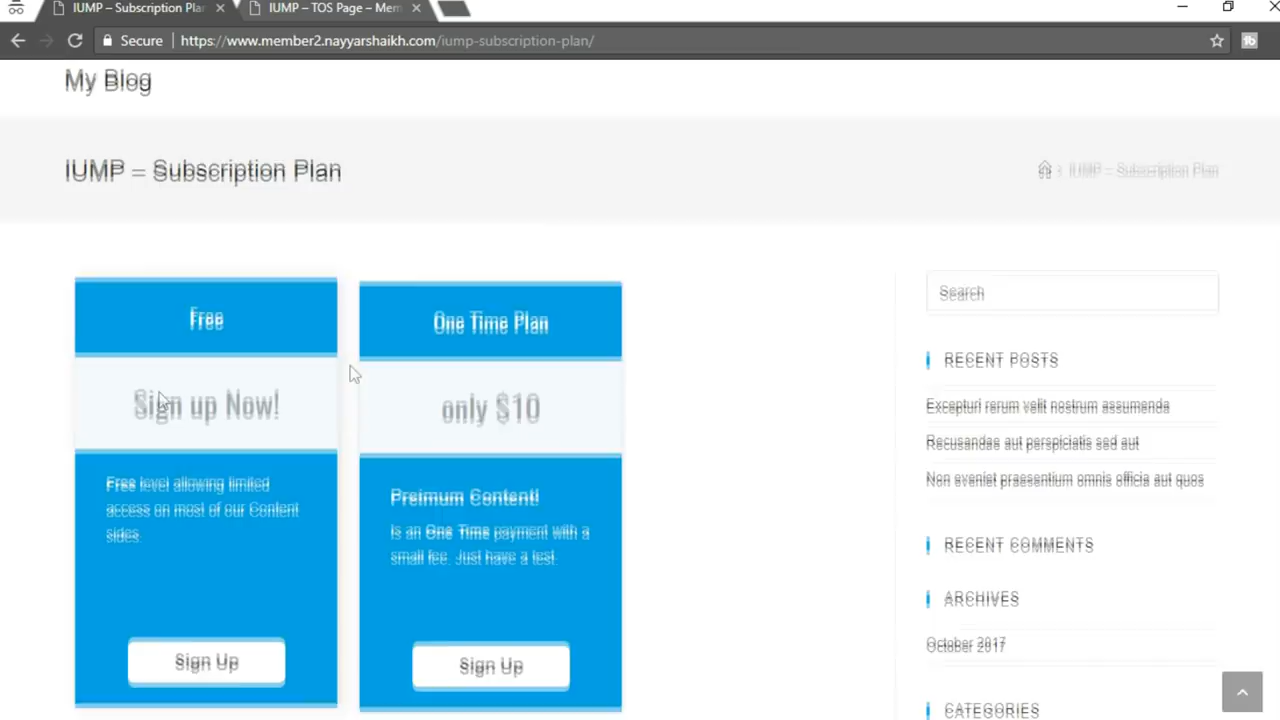 IUMP – Subscription Plan
IUMP – TOS Page – Mem
Secure
https://www.member2.nayyarshaikh.com/iump-subscription-plan/
My Blog
IUMP – Subscription Plan
IUMP – Subscription Plan
Free
Sign up Now!
Free level allowing limited
access on most of our Content
sides.
Sign Up
One Time Plan
only $10
Preimum Content!
Is an One Time payment with a
small fee. Just have a test.
Sign Up
Search
RECENT POSTS
Excepturi rerum velit nostrum assumenda
Recusandae aut perspiciatis sed aut
Non eveniet praesentium omnis officia aut quos
RECENT COMMENTS
ARCHIVES
October 2017
CATEGORIES